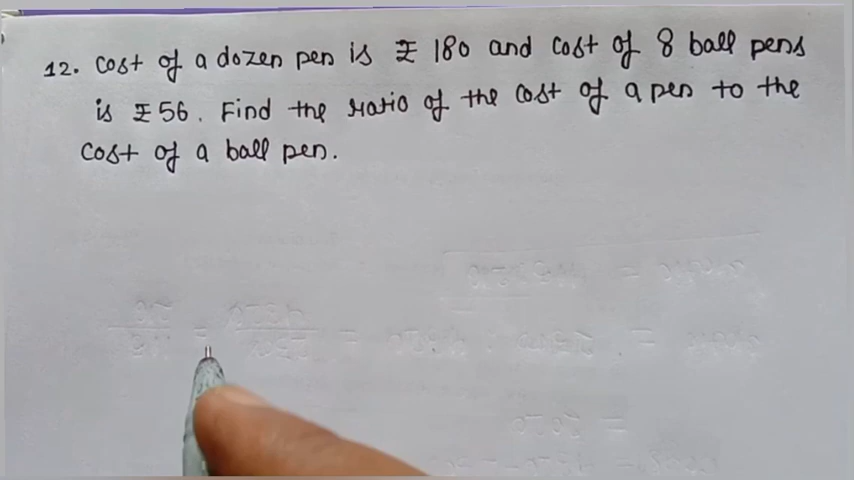 12. Cost of a dozen pen is ₹ 180 and cost of 8 ball pens
is ₹ 56. Find the ratio of the cost of a pen to the
cost of a ball pen.